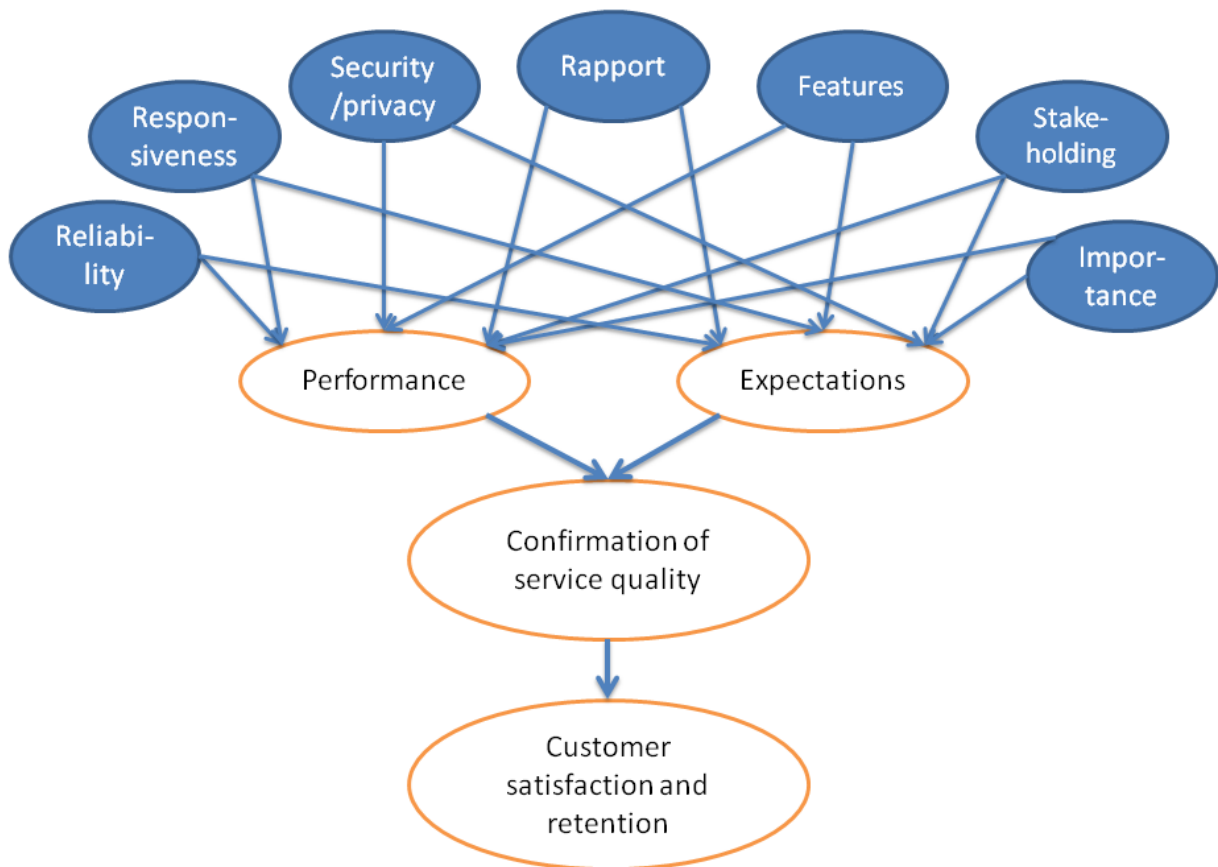 Security
/privacy
Rapport
Features
Respon-
siveness
Stake-
holding
Reliabi-
lity
Impor-
tance
Performance
Expectations
Confirmation of
service quality
Customer
satisfaction and
retention